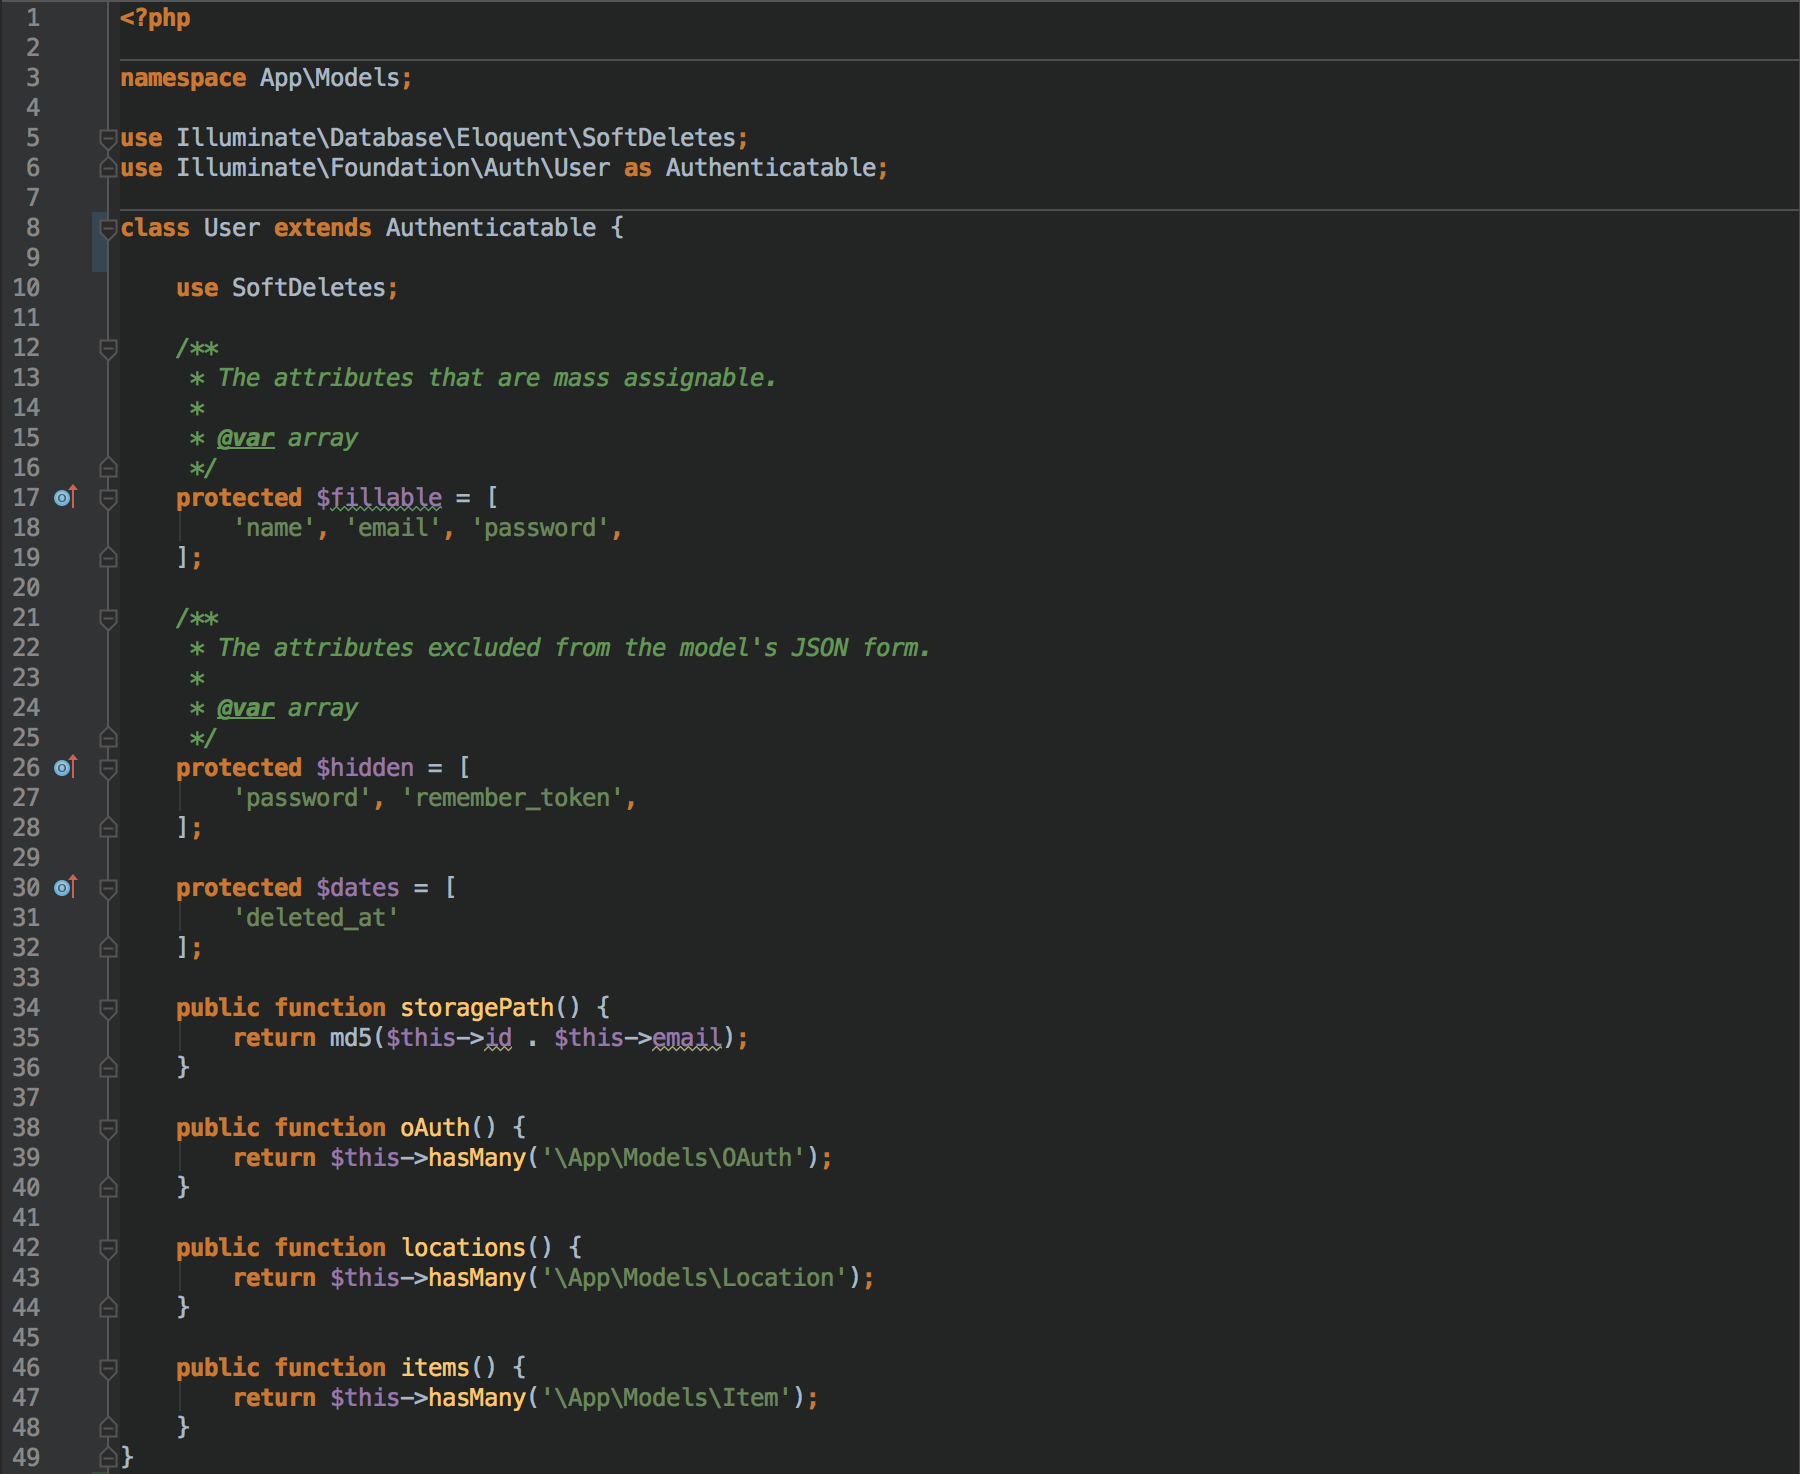 1 <?php
2
3 namespace App\Models;
4
5 use Illuminate\Database\Eloquent\SoftDeletes;
6 use Illuminate\Foundation\Auth\User as Authenticatable;
7
8 class User extends Authenticatable {
9
10     use SoftDeletes;
11
12     /**
13      * The attributes that are mass assignable.
14      *
15      * @var array
16      */
17     protected $fillable = [
18         'name', 'email', 'password',
19     ];
20
21     /**
22      * The attributes excluded from the model's JSON form.
23      *
24      * @var array
25      */
26     protected $hidden = [
27         'password', 'remember_token',
28     ];
29
30     protected $dates = [
31         'deleted_at'
32     ];
33
34     public function storagePath() {
35         return md5($this->id . $this->email);
36     }
37
38     public function oAuth() {
39         return $this->hasMany('\App\Models\OAuth');
40     }
41
42     public function locations() {
43         return $this->hasMany('\App\Models\Location');
44     }
45
46     public function items() {
47         return $this->hasMany('\App\Models\Item');
48     }
49 }